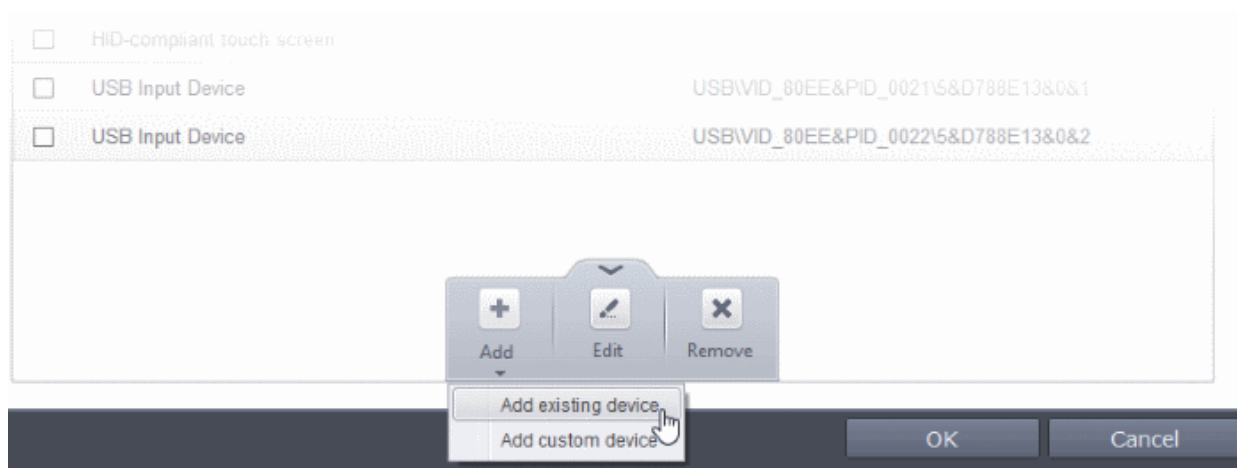 HID-compliant touch screen
USB Input Device USB\VID_80EE&PID_0021\5&D788E13&0&1
USB Input Device USB\VID_80EE&PID_0022\5&D788E13&0&2
Add Edit Remove
Add existing device
Add custom device
OK Cancel